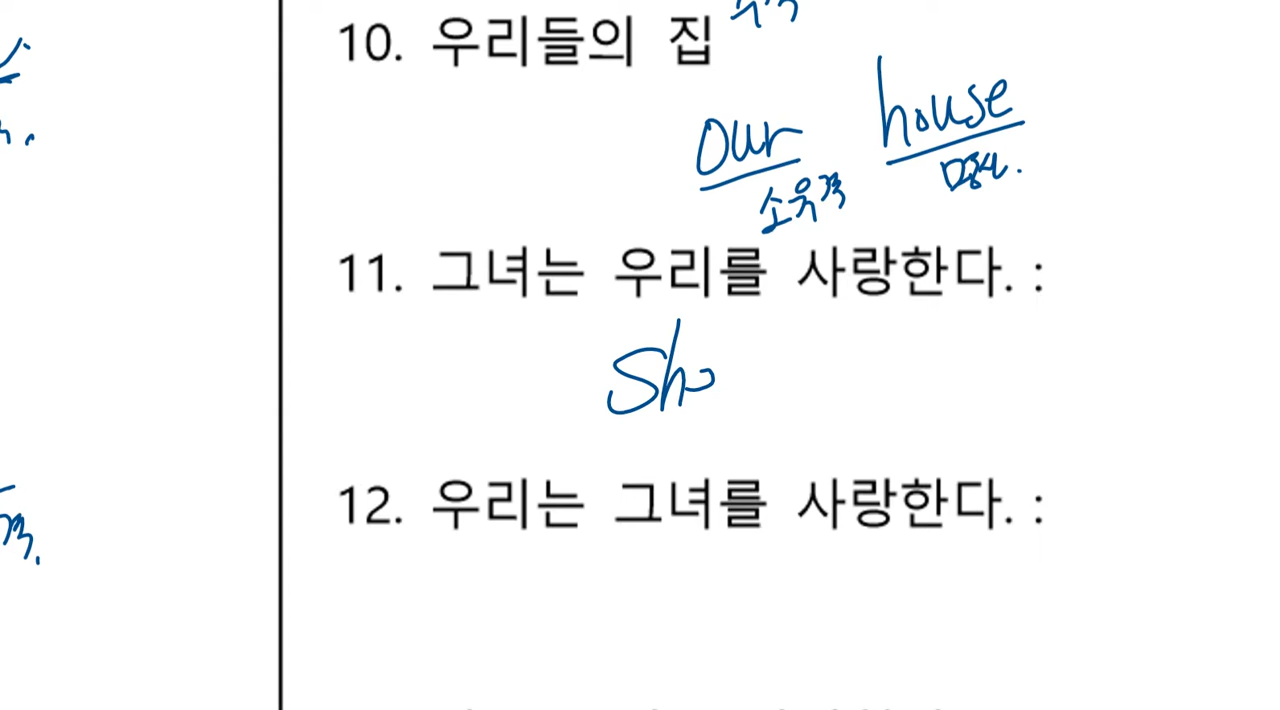 10. 우리들의 집
our house
소유격 명사.
11. 그녀는 우리를 사랑한다. :
Sh
12. 우리는 그녀를 사랑한다. :